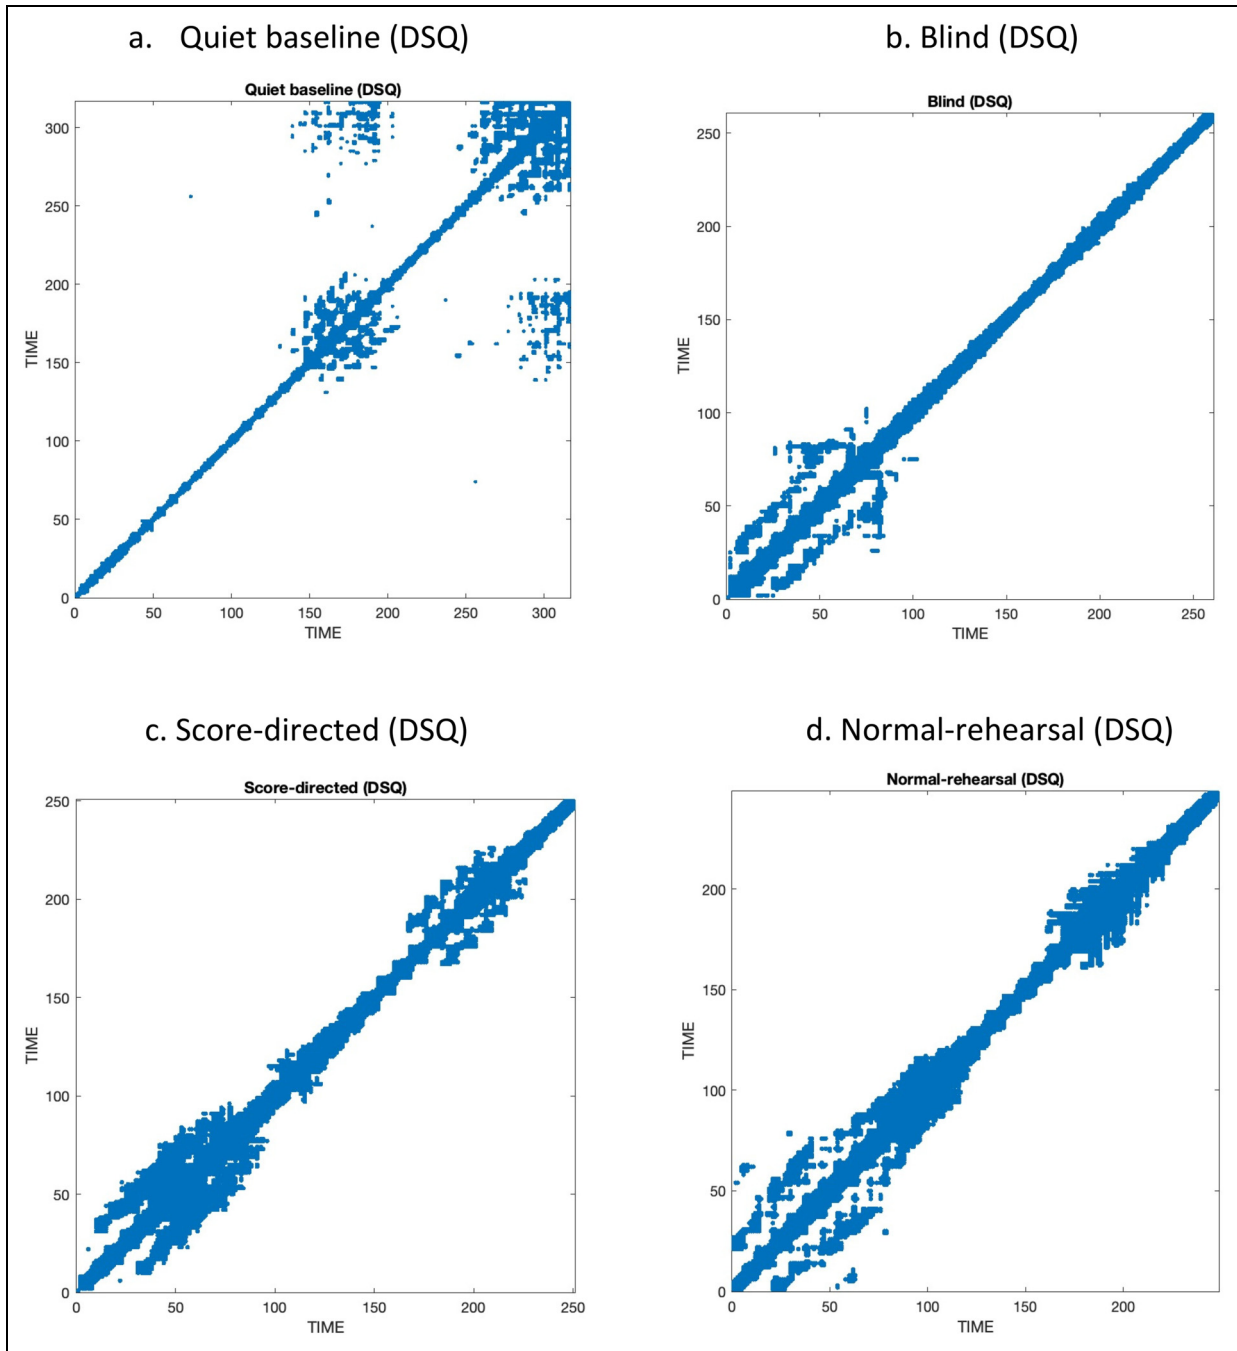 a. Quiet baseline (DSQ)
Quiet baseline (DSQ)
300
250
200
150
100
50
0
TIME
0 50 100 150 200 250 300
TIME
b. Blind (DSQ)
Blind (DSQ)
250
200
150
100
50
0
TIME
0 50 100 150 200 250
TIME
c. Score-directed (DSQ)
Score-directed (DSQ)
250
200
150
100
50
0
TIME
0 50 100 150 200 250
TIME
d. Normal-rehearsal (DSQ)
Normal-rehearsal (DSQ)
200
150
100
50
0
TIME
0 50 100 150 200
TIME